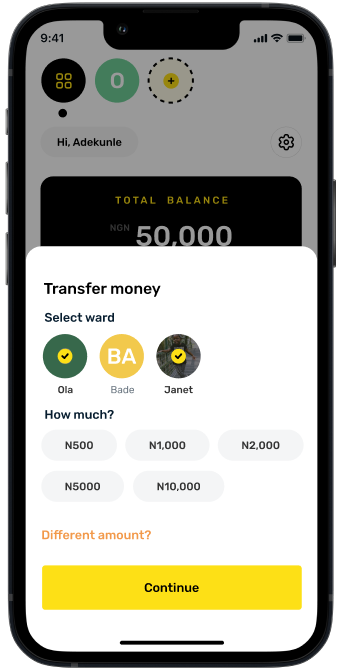 9:41
O
Hi, Adekunle
TOTAL BALANCE
NGN 50,000
Transfer money
Select ward
BA
Ola Bade Janet
How much?
N500 N1,000 N2,000
N5000 N10,000
Different amount?
Continue